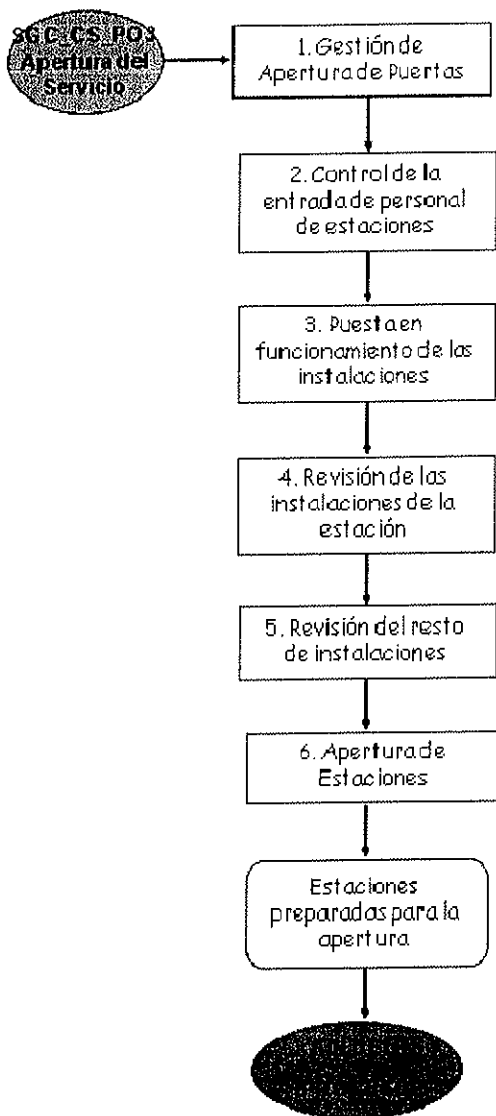 SGC_CS_PO3
Apertura del
Servicio
1. Gestión de
Apertura de Puertas
2. Control de la
entrada de personal
de estaciones
3. Puesta en
funcionamiento de las
instalaciones
4. Revisión de las
instalaciones de la
estación
5. Revisión del resto
de instalaciones
6. Apertura de
Estaciones
Estaciones
preparadas para la
apertura